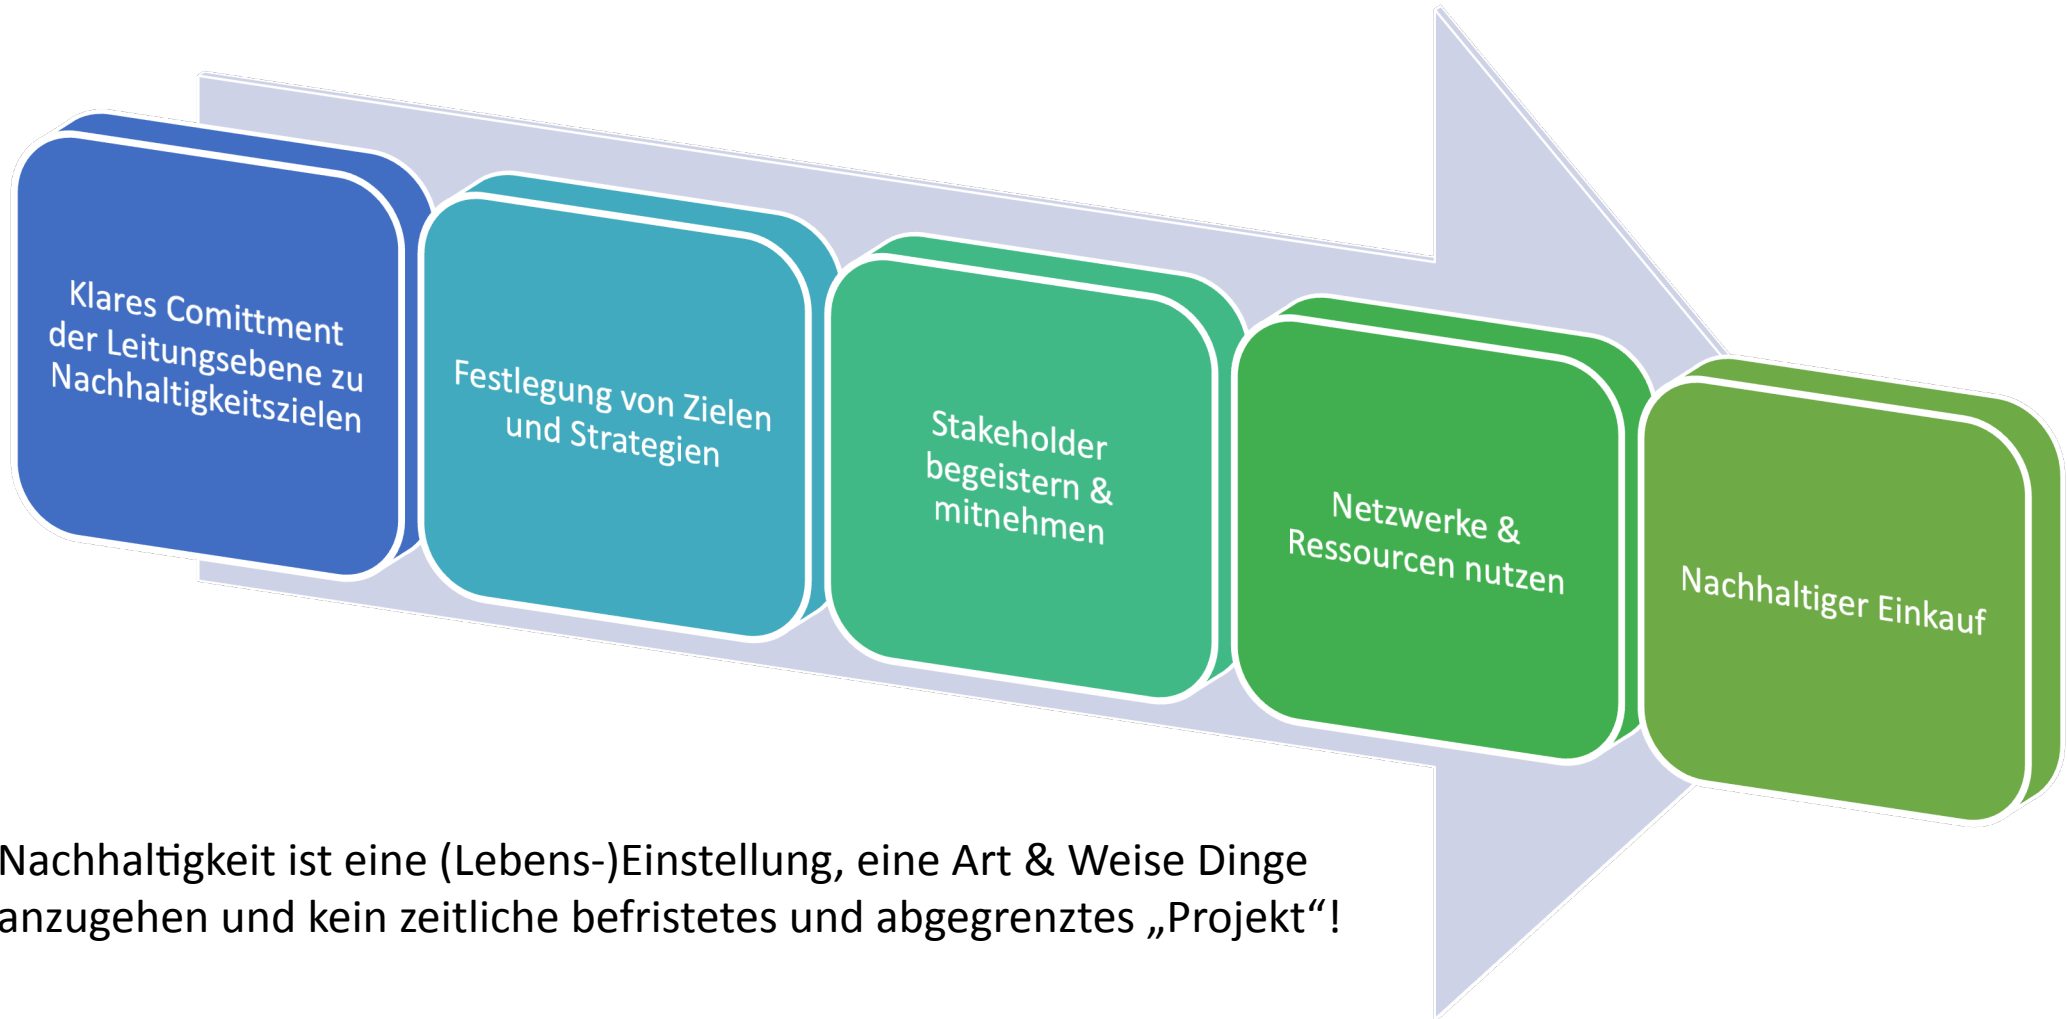 Klares Comittment
der Leitungsebene zu
Nachhaltigkeitszielen
Festlegung von Zielen
und Strategien
Stakeholder
begeistern &
mitnehmen
Netzwerke &
Ressourcen nutzen
Nachhaltiger Einkauf
Nachhaltigkeit ist eine (Lebens-)Einstellung, eine Art & Weise Dinge
anzugehen und kein zeitliche befristetes und abgegrenztes „Projekt“!